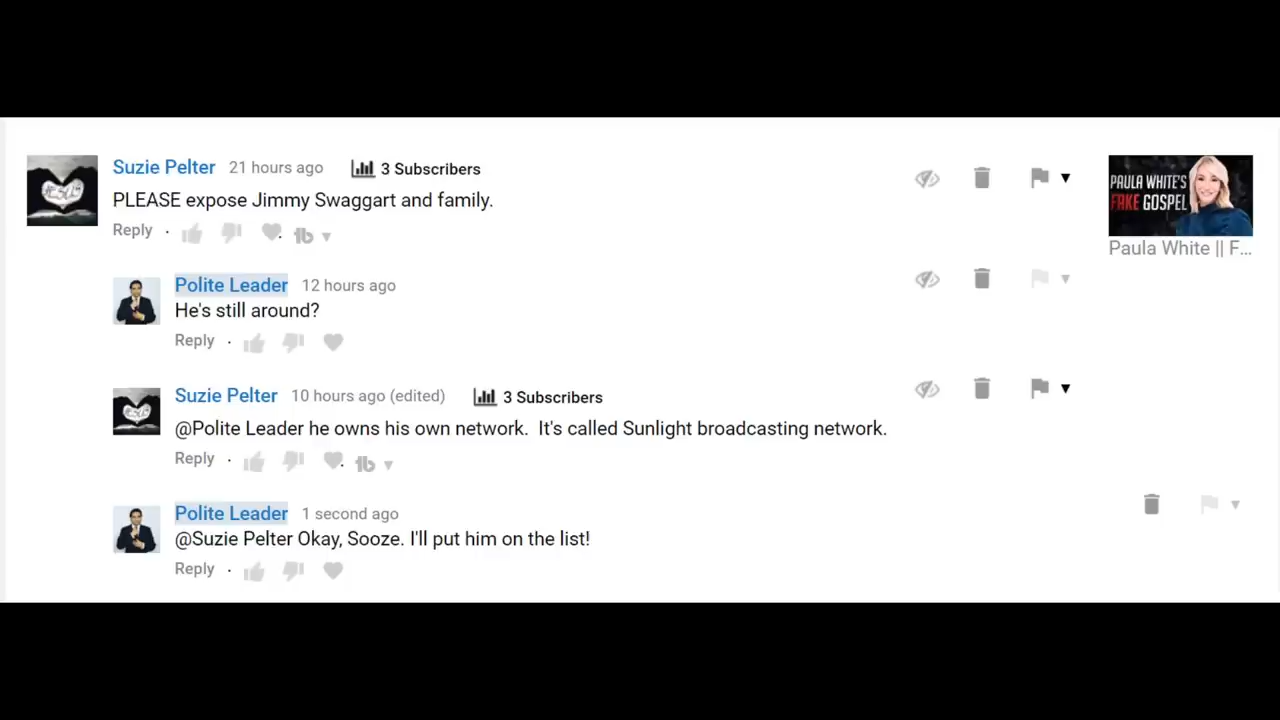 Suzie Pelter 21 hours ago 3 Subscribers
PLEASE expose Jimmy Swaggart and family.
Reply
PAULA WHITE'S
FAKE GOSPEL
Paula White || F...
Polite Leader 12 hours ago
He's still around?
Reply
Suzie Pelter 10 hours ago (edited) 3 Subscribers
@Polite Leader he owns his own network. It's called Sunlight broadcasting network.
Reply
Polite Leader 1 second ago
@Suzie Pelter Okay, Sooze. I'll put him on the list!
Reply